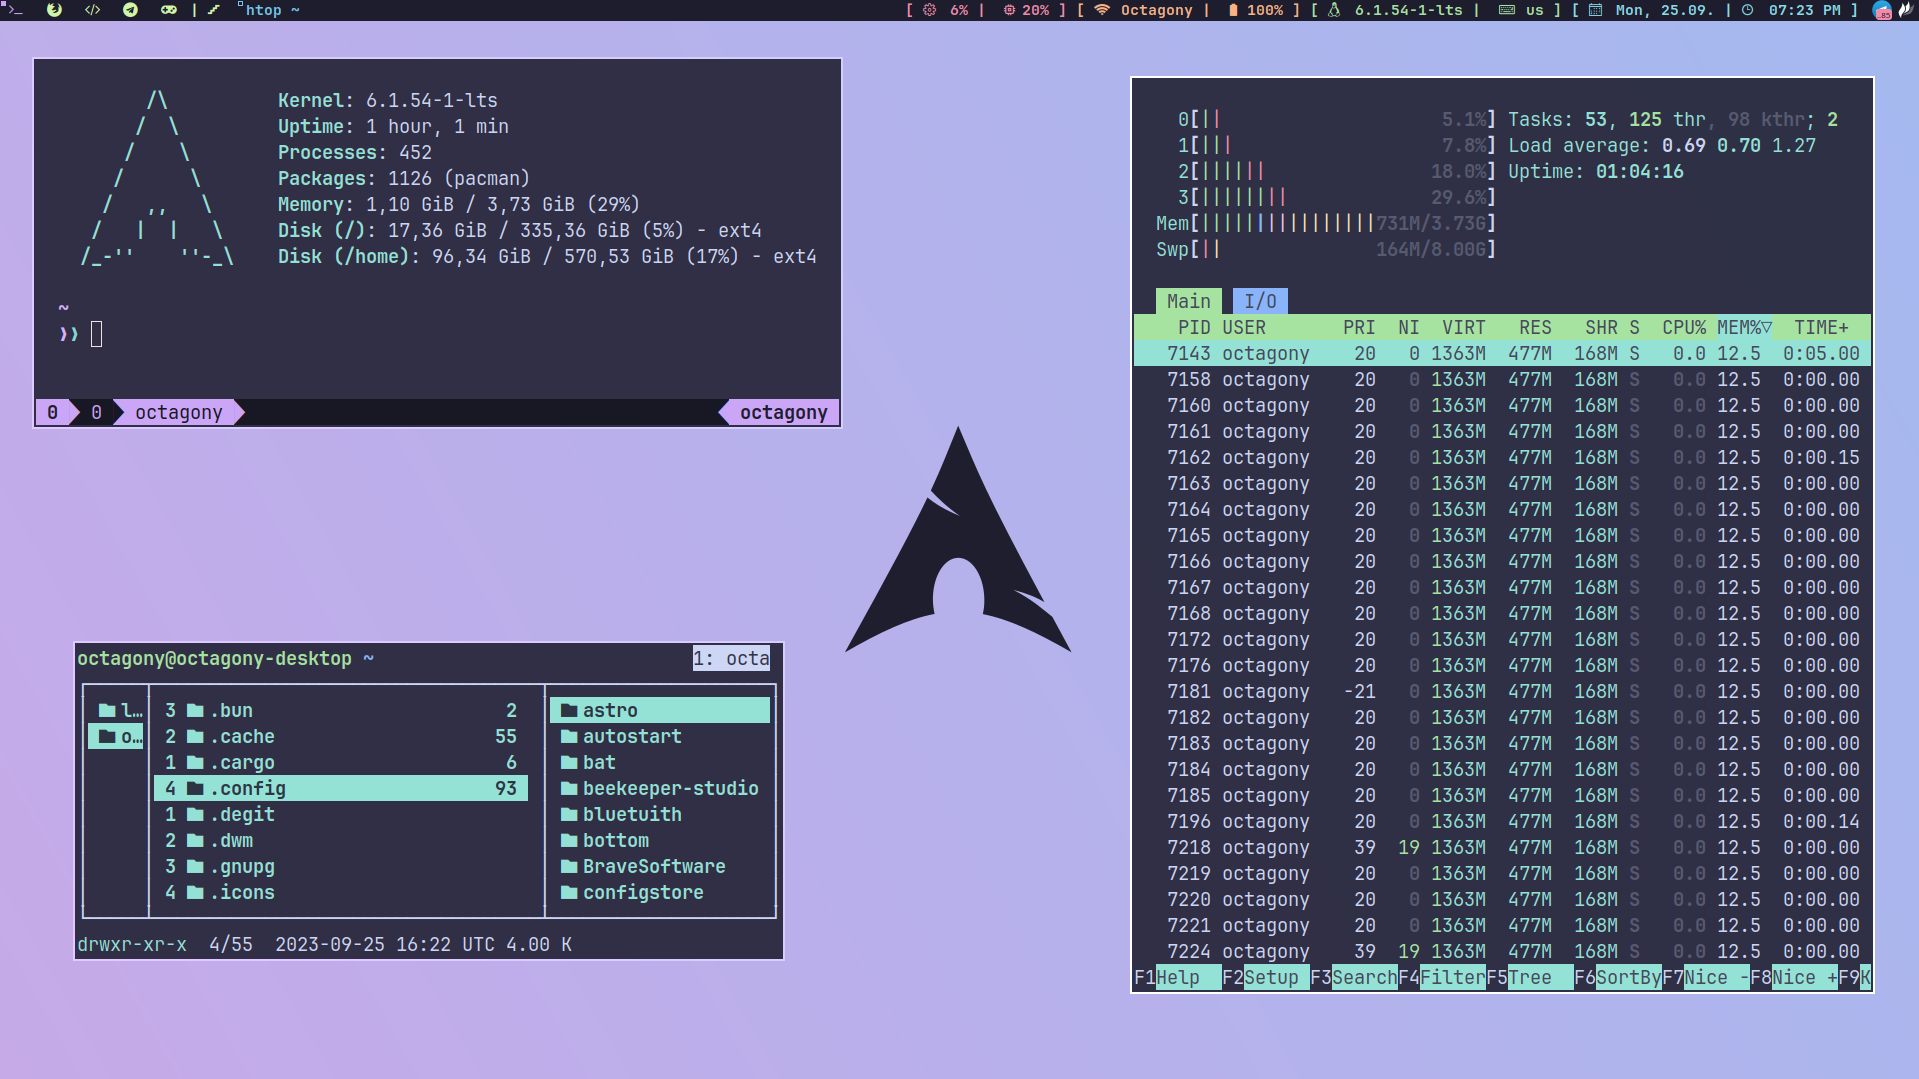 >_ </> | htop ~ [ 6% | 20% ] [ Octagony | 100% ] [ 6.1.54-1-lts | us ] [ Mon, 25.09. | 07:23 PM ] 85
/\ Kernel: 6.1.54-1-lts
/ \ Uptime: 1 hour, 1 min
/ \ Processes: 452
/ \ Packages: 1126 (pacman)
/ ,, \ Memory: 1,10 GiB / 3,73 GiB (29%)
/ | | \ Disk (/): 17,36 GiB / 335,36 GiB (5%) - ext4
/_-'' ''-_\ Disk (/home): 96,34 GiB / 570,53 GiB (17%) - ext4
~
❯❯
0 0 octagony octagony
octagony@octagony-desktop ~ 1: octa
l… 3 .bun 2 astro
o… 2 .cache 55 autostart
1 .cargo 6 bat
4 .config 93 beekeeper-studio
1 .degit bluetuith
2 .dwm bottom
3 .gnupg BraveSoftware
4 .icons configstore
drwxr-xr-x 4/55 2023-09-25 16:22 UTC 4.00 K
0[|| 5.1%] Tasks: 53, 125 thr, 98 kthr; 2
1[||| 7.8%] Load average: 0.69 0.70 1.27
2[|||||| 18.0%] Uptime: 01:04:16
3[|||||||| 29.6%]
Mem[||||||||||||||||731M/3.73G]
Swp[|| 164M/8.00G]
Main I/O
PID USER PRI NI VIRT RES SHR S CPU% MEM%▽ TIME+
7143 octagony 20 0 1363M 477M 168M S 0.0 12.5 0:05.00
7158 octagony 20 0 1363M 477M 168M S 0.0 12.5 0:00.00
7160 octagony 20 0 1363M 477M 168M S 0.0 12.5 0:00.00
7161 octagony 20 0 1363M 477M 168M S 0.0 12.5 0:00.00
7162 octagony 20 0 1363M 477M 168M S 0.0 12.5 0:00.15
7163 octagony 20 0 1363M 477M 168M S 0.0 12.5 0:00.00
7164 octagony 20 0 1363M 477M 168M S 0.0 12.5 0:00.00
7165 octagony 20 0 1363M 477M 168M S 0.0 12.5 0:00.00
7166 octagony 20 0 1363M 477M 168M S 0.0 12.5 0:00.00
7167 octagony 20 0 1363M 477M 168M S 0.0 12.5 0:00.00
7168 octagony 20 0 1363M 477M 168M S 0.0 12.5 0:00.00
7172 octagony 20 0 1363M 477M 168M S 0.0 12.5 0:00.00
7176 octagony 20 0 1363M 477M 168M S 0.0 12.5 0:00.00
7181 octagony -21 0 1363M 477M 168M S 0.0 12.5 0:00.00
7182 octagony 20 0 1363M 477M 168M S 0.0 12.5 0:00.00
7183 octagony 20 0 1363M 477M 168M S 0.0 12.5 0:00.00
7184 octagony 20 0 1363M 477M 168M S 0.0 12.5 0:00.00
7185 octagony 20 0 1363M 477M 168M S 0.0 12.5 0:00.00
7196 octagony 20 0 1363M 477M 168M S 0.0 12.5 0:00.14
7218 octagony 39 19 1363M 477M 168M S 0.0 12.5 0:00.00
7219 octagony 20 0 1363M 477M 168M S 0.0 12.5 0:00.00
7220 octagony 20 0 1363M 477M 168M S 0.0 12.5 0:00.00
7221 octagony 20 0 1363M 477M 168M S 0.0 12.5 0:00.00
7224 octagony 39 19 1363M 477M 168M S 0.0 12.5 0:00.00
F1Help F2Setup F3SearchF4FilterF5Tree F6SortByF7Nice -F8Nice +F9K